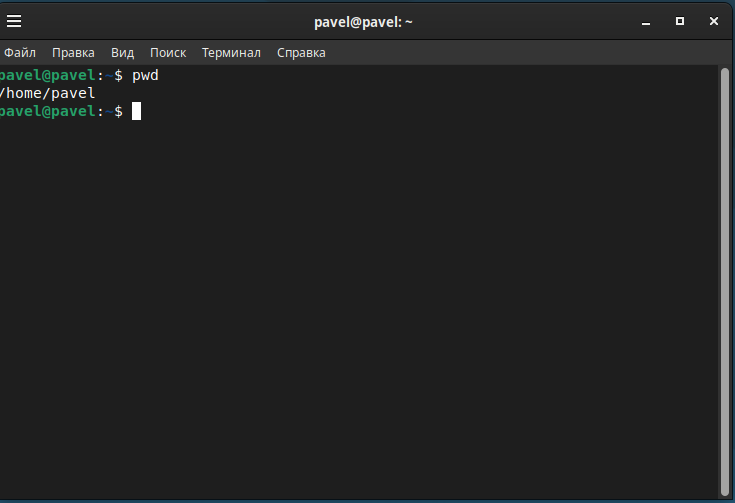 pavel@pavel: ~
Файл Правка Вид Поиск Терминал Справка
pavel@pavel:~$ pwd
/home/pavel
pavel@pavel:~$